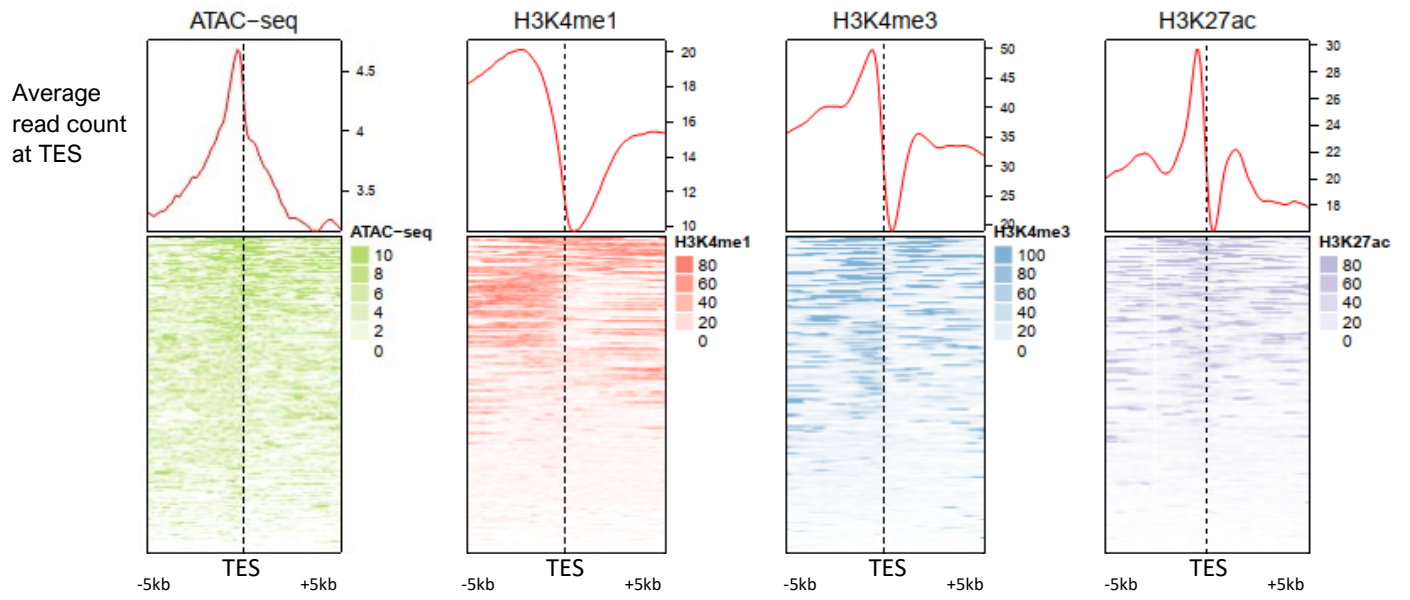 ATAC−seq
H3K4me1
H3K4me3
H3K27ac
Average
read count
at TES
4.5
4
3.5
20
18
16
14
12
10
50
45
40
35
30
25
20
30
28
26
24
22
20
18
ATAC−seq
10
8
6
4
2
0
H3K4me1
80
60
40
20
0
H3K4me3
100
80
60
40
20
0
H3K27ac
80
60
40
20
0
TES
-5kb
+5kb
TES
-5kb
+5kb
TES
-5kb
+5kb
TES
-5kb
+5kb